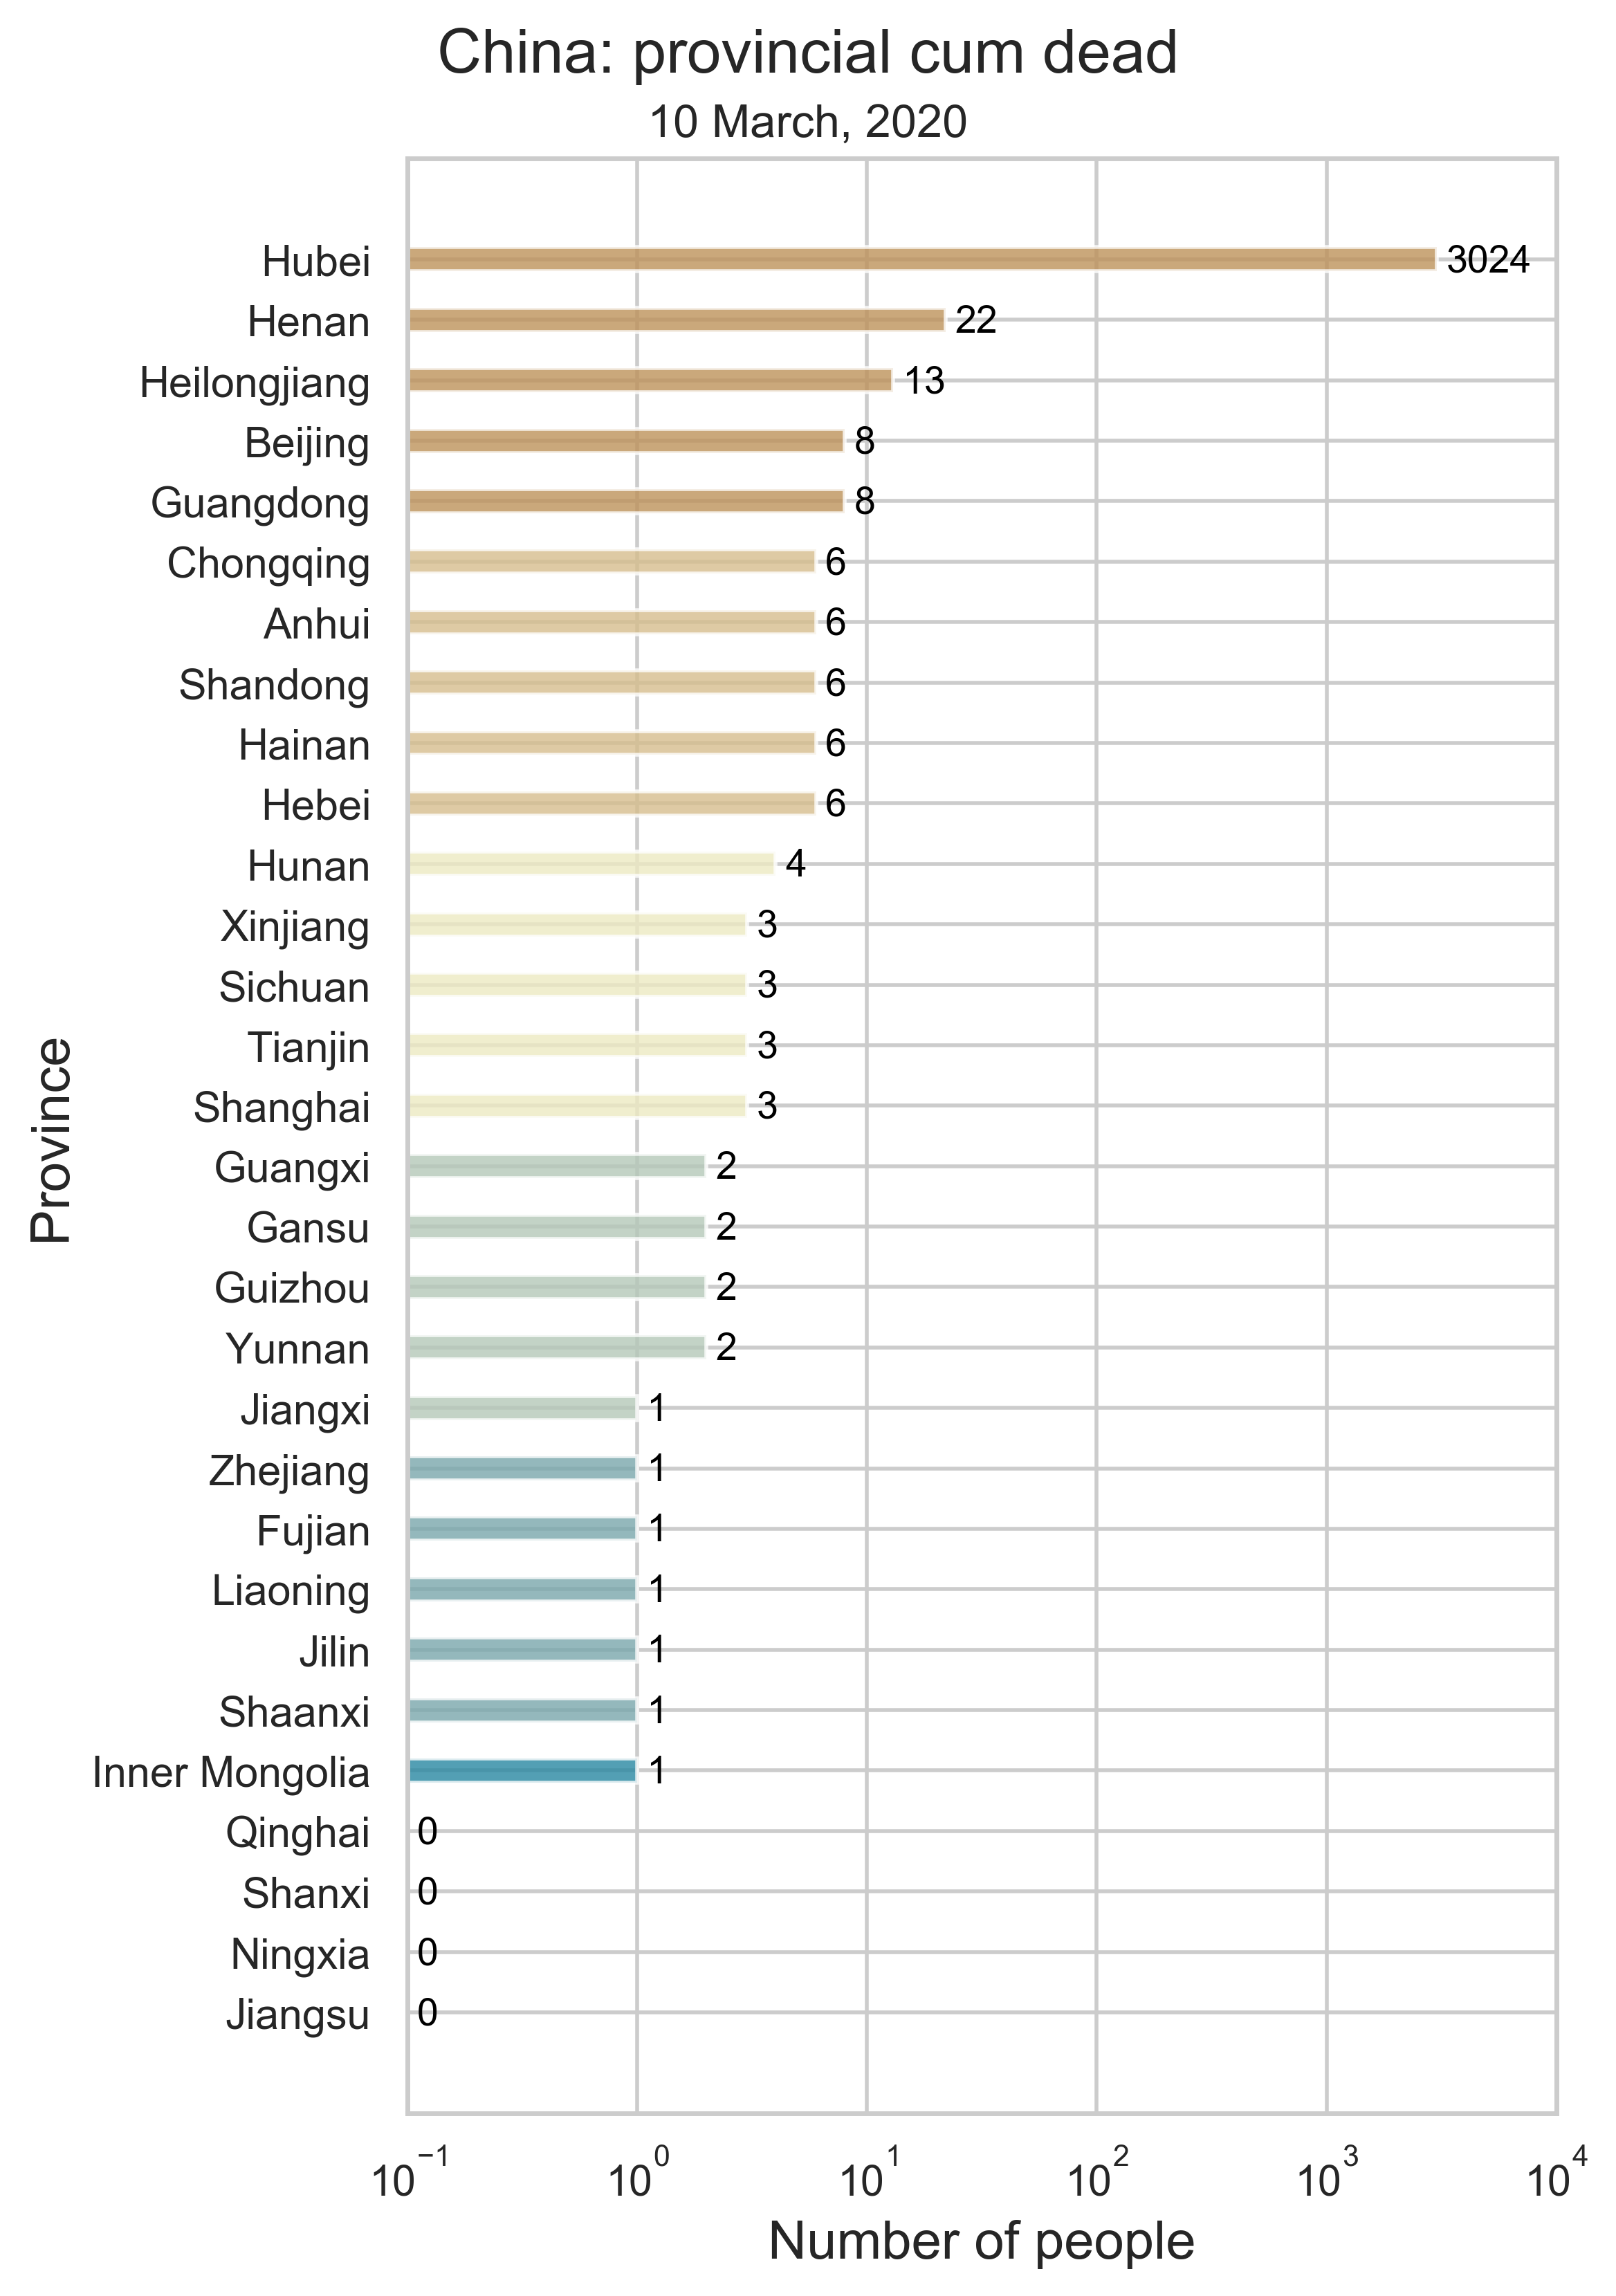 China: provincial cum dead
10 March, 2020
Province
Hubei 3024
Henan 22
Heilongjiang 13
Beijing 8
Guangdong 8
Chongqing 6
Anhui 6
Shandong 6
Hainan 6
Hebei 6
Hunan 4
Xinjiang 3
Sichuan 3
Tianjin 3
Shanghai 3
Guangxi 2
Gansu 2
Guizhou 2
Yunnan 2
Jiangxi 1
Zhejiang 1
Fujian 1
Liaoning 1
Jilin 1
Shaanxi 1
Inner Mongolia 1
Qinghai 0
Shanxi 0
Ningxia 0
Jiangsu 0
10⁻¹ 10⁰ 10¹ 10² 10³ 10⁴
Number of people